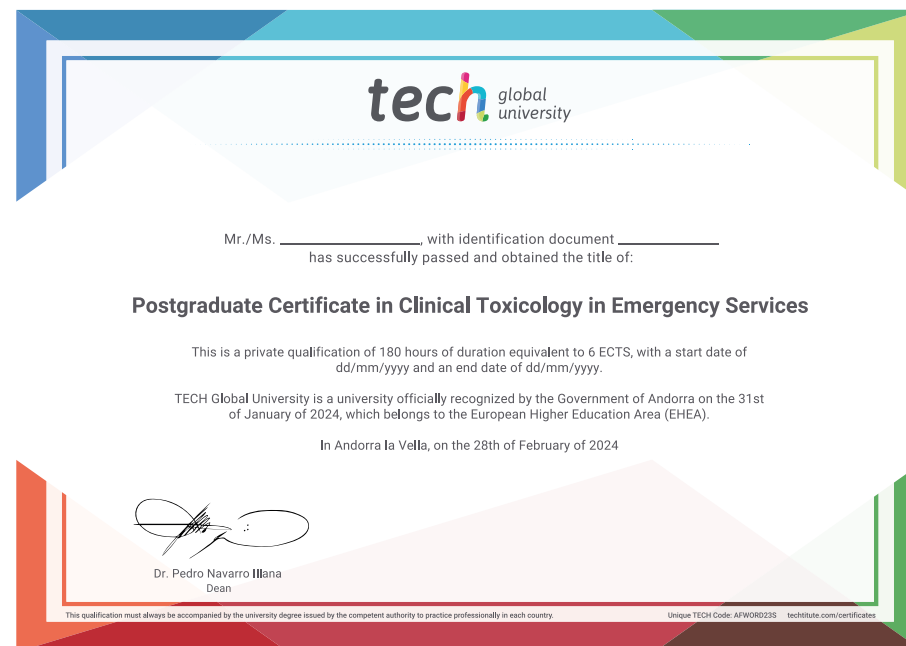 tech global
university
Mr./Ms. ____________, with identification document ____________
has successfully passed and obtained the title of:
Postgraduate Certificate in Clinical Toxicology in Emergency Services
This is a private qualification of 180 hours of duration equivalent to 6 ECTS, with a start date of
dd/mm/yyyy and an end date of dd/mm/yyyy.
TECH Global University is a university officially recognized by the Government of Andorra on the 31st
of January of 2024, which belongs to the European Higher Education Area (EHEA).
In Andorra la Vella, on the 28th of February of 2024
Dr. Pedro Navarro Illana
Dean
This qualification must always be accompanied by the university degree issued by the competent authority to practice professionally in each country.
Unique TECH Code: AFWORD23S techtitute.com/certificates